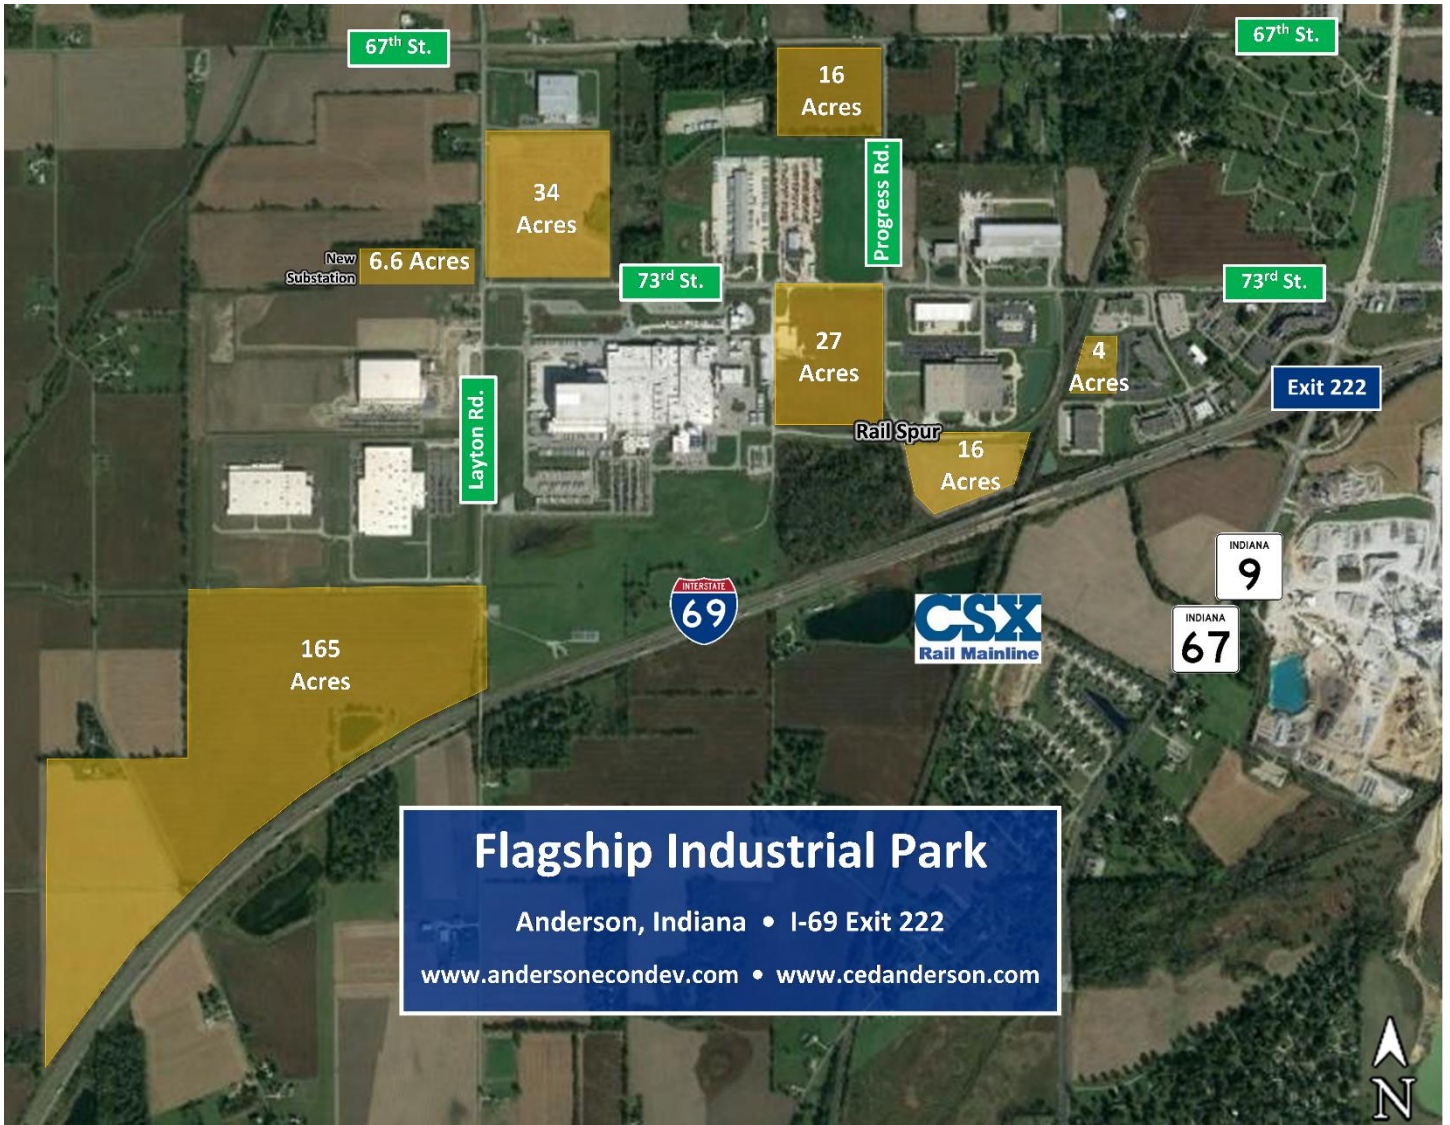 67th St.
67th St.
16
Acres
34
Acres
Progress Rd.
New
Substation
6.6 Acres
73rd St.
73rd St.
27
Acres
4
Acres
Exit 222
Layton Rd.
Rail Spur
16
Acres
INDIANA
9
INTERSTATE
69
CSX
Rail Mainline
INDIANA
67
165
Acres
Flagship Industrial Park
Anderson, Indiana • I-69 Exit 222
www.andersonecondev.com • www.cedanderson.com
N